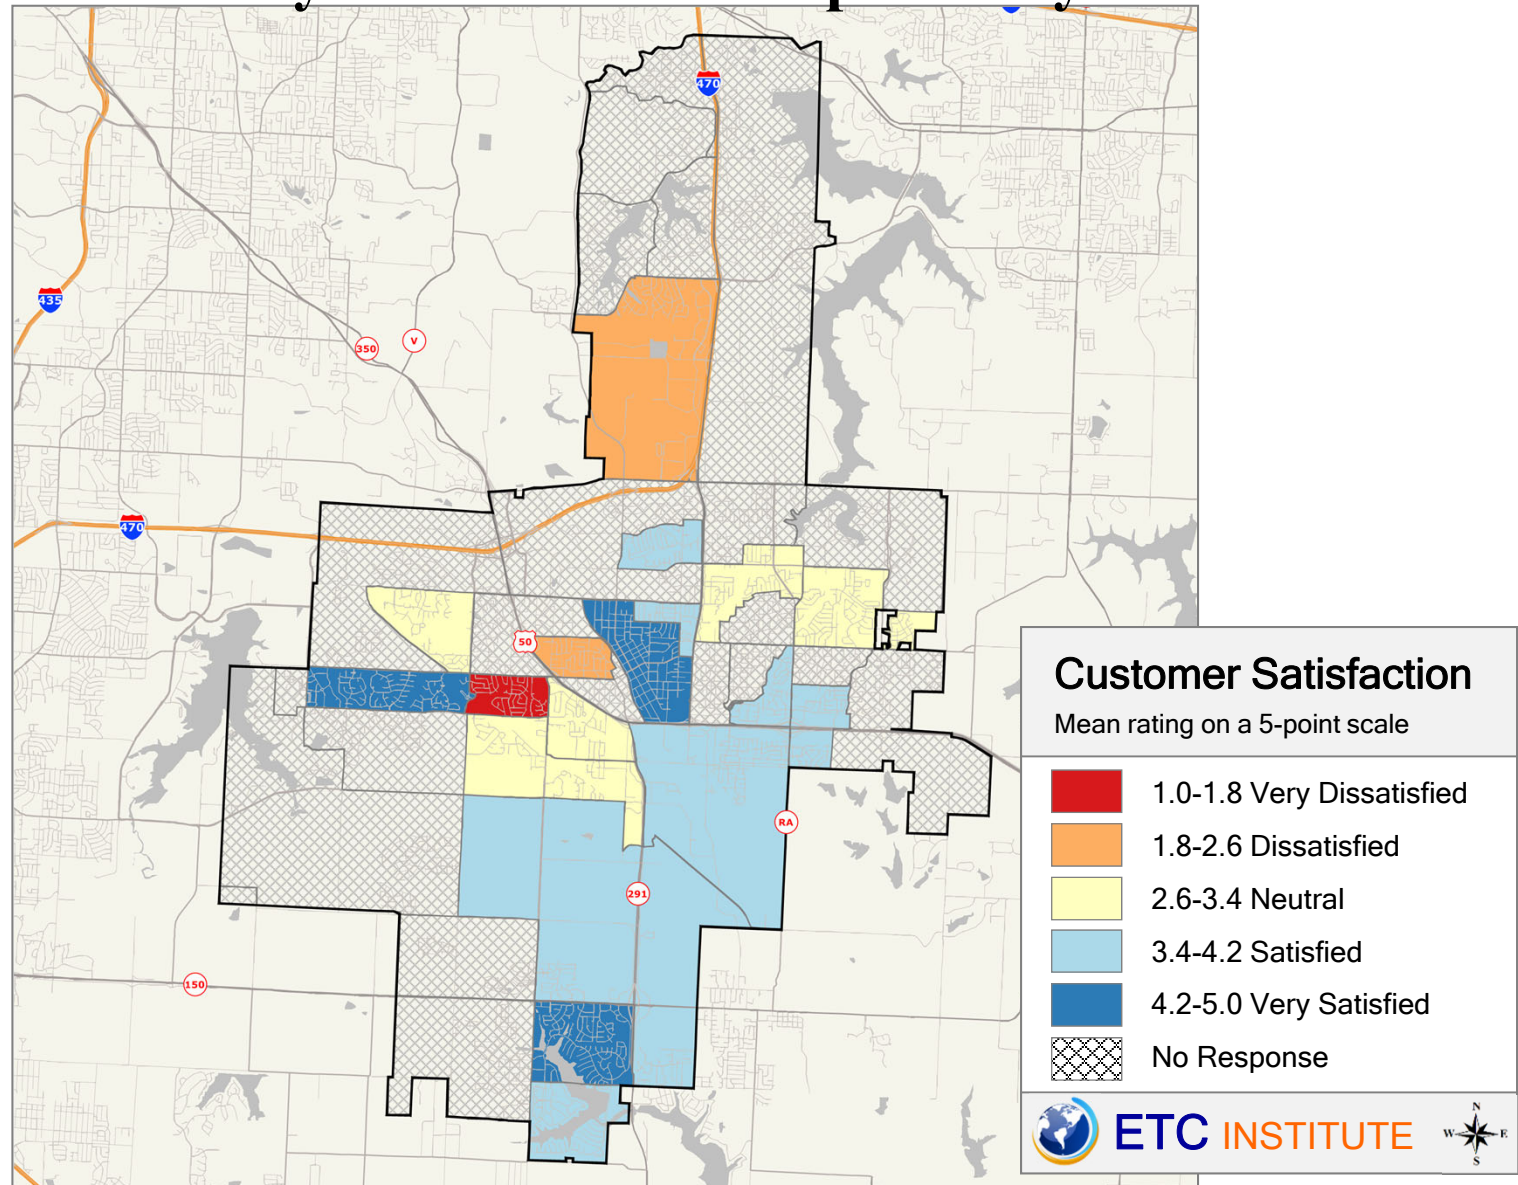 470
435
350
V
470
50
RA
291
150
Customer Satisfaction
Mean rating on a 5-point scale
1.0-1.8 Very Dissatisfied
1.8-2.6 Dissatisfied
2.6-3.4 Neutral
3.4-4.2 Satisfied
4.2-5.0 Very Satisfied
No Response
ETC INSTITUTE
N
W E
S